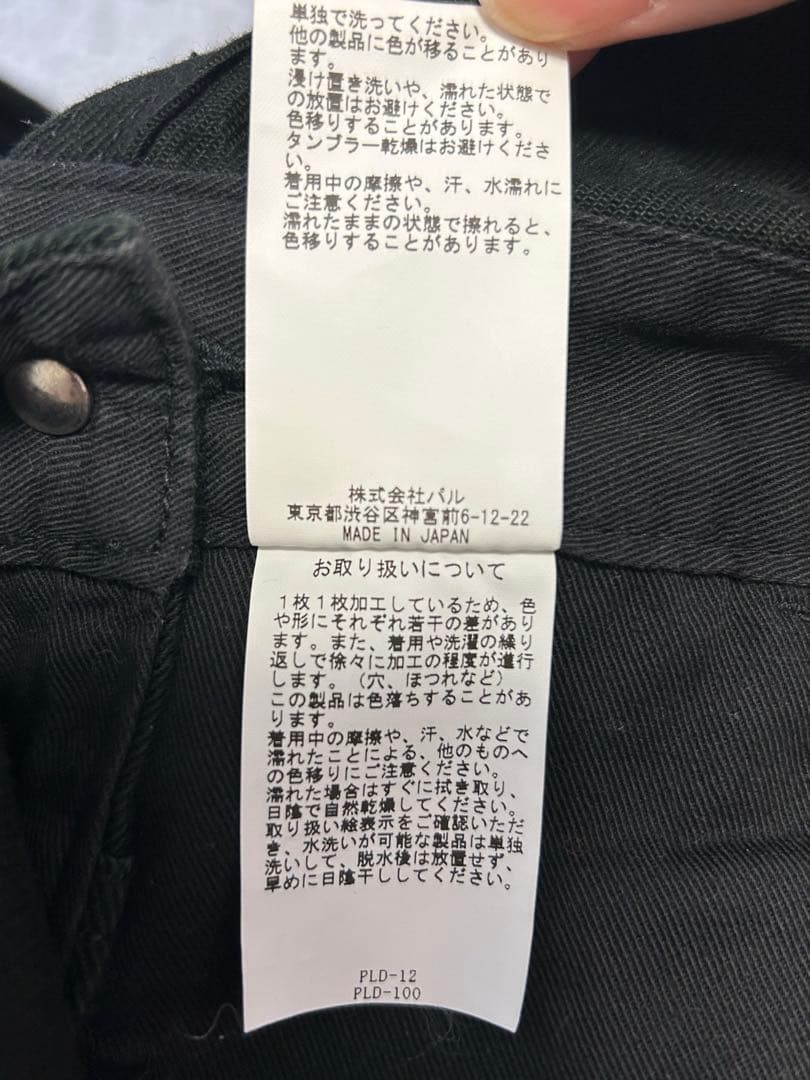 単独で洗ってください。
他の製品に色が移ることがあり
ます。
浸け置き洗いや、濡れた状態で
の放置はお避けください。
色移りすることがあります。
タンブラー乾燥はお避けくださ
い。
着用中の摩擦や、汗、水濡れに
ご注意ください。
濡れたままの状態で擦れると、
色移りすることがあります。
株式会社パル
東京都渋谷区神宮前6-12-22
MADE IN JAPAN
お取り扱いについて
1枚1枚加工しているため、色
や形にそれぞれ若干の差があり
ます。また、着用や洗濯の繰り
返しで徐々に加工の程度が進行
します。(穴、ほつれなど)
この製品は色落ちすることがあ
ります。
着用中の摩擦や、汗、水などで
濡れたことによる、他のものへ
の色移りにご注意ください。
濡れた場合はすぐに拭き取り、
日陰で自然乾燥してください。
取り扱い絵表示をご確認いただ
き、水洗いが可能な製品は単独
洗いして、脱水後は放置せず、
早めに日陰干ししてください。
PLD-12
PLD-100